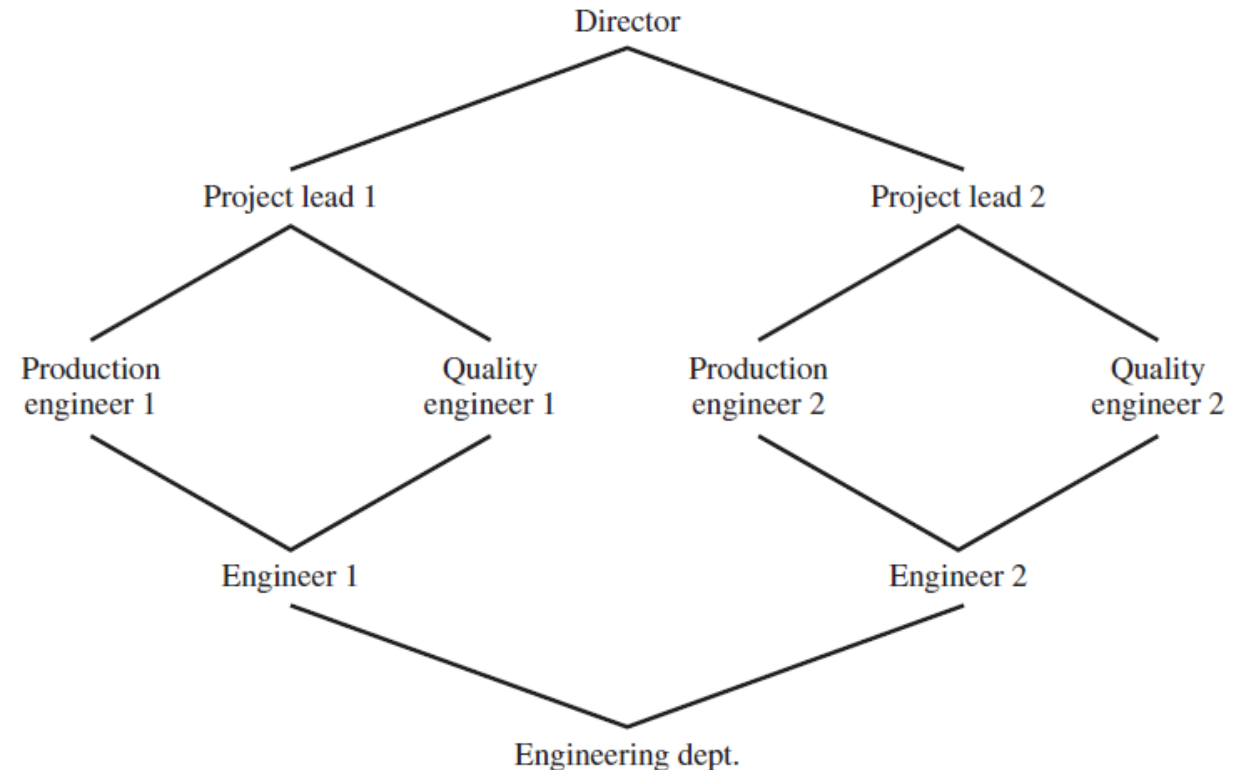 Director
Project lead 1
Project lead 2
Production
engineer 1
Quality
engineer 1
Production
engineer 2
Quality
engineer 2
Engineer 1
Engineer 2
Engineering dept.